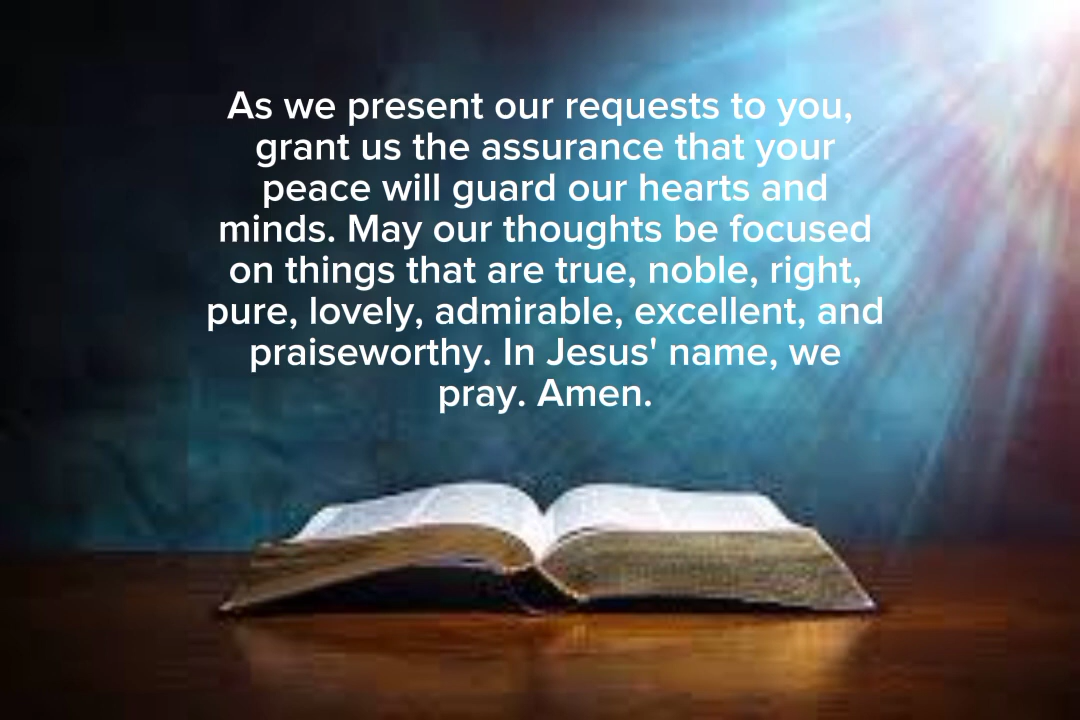 As we present our requests to you,
grant us the assurance that your
peace will guard our hearts and
minds. May our thoughts be focused
on things that are true, noble, right,
pure, lovely, admirable, excellent, and
praiseworthy. In Jesus' name, we
pray. Amen.